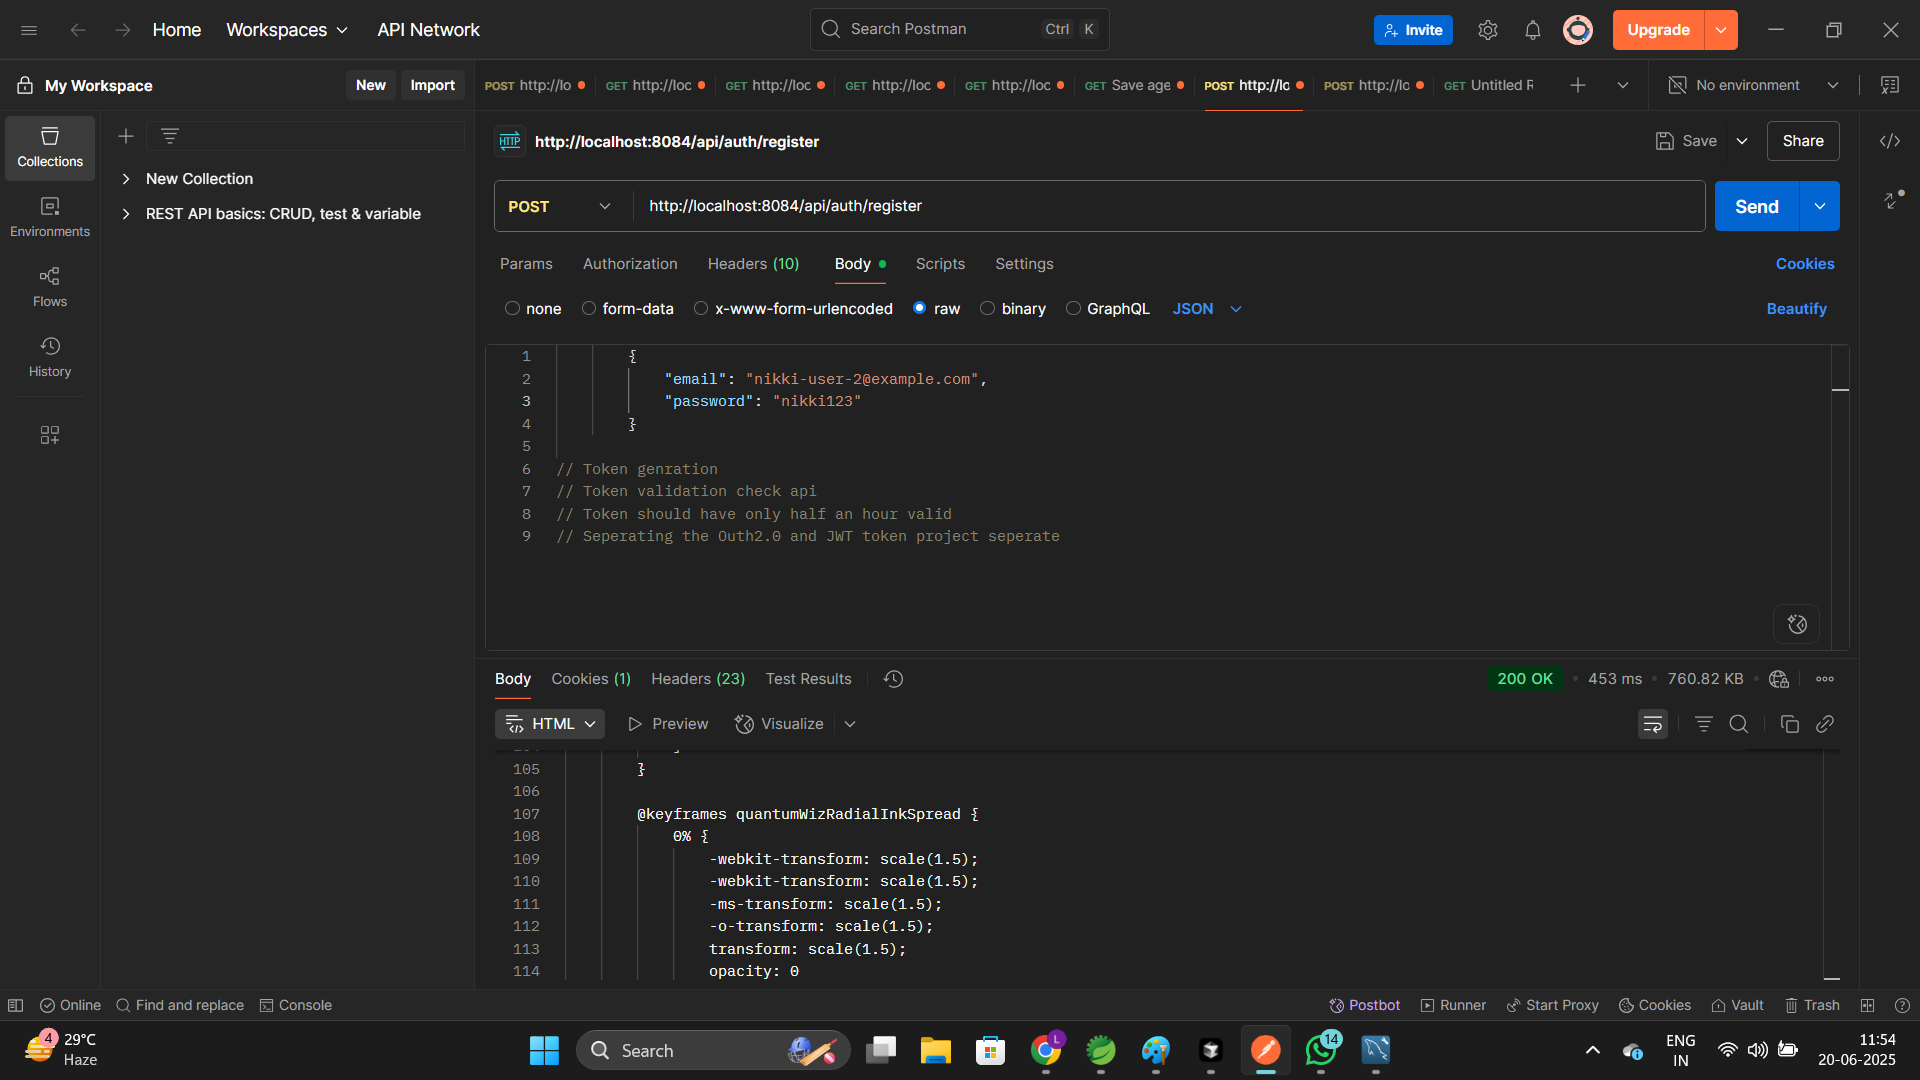 Home Workspaces API Network Search Postman Ctrl K Invite Upgrade
My Workspace New Import
POST http://lo GET http://loc GET http://loc GET http://loc GET http://loc GET Save age POST http://lo POST http://lo GET Untitled R No environment
Collections
Environments
Flows
History
New Collection
REST API basics: CRUD, test & variable
HTTP http://localhost:8084/api/auth/register Save Share
POST http://localhost:8084/api/auth/register Send
Params Authorization Headers (10) Body Scripts Settings Cookies
none form-data x-www-form-urlencoded raw binary GraphQL JSON Beautify
1 {
2 "email": "nikki-user-2@example.com",
3 "password": "nikki123"
4 }
5
6 // Token genration
7 // Token validation check api
8 // Token should have only half an hour valid
9 // Seperating the Outh2.0 and JWT token project seperate
Body Cookies (1) Headers (23) Test Results 200 OK 453 ms 760.82 KB
HTML Preview Visualize
105 }
106
107 @keyframes quantumWizRadialInkSpread {
108 0% {
109 -webkit-transform: scale(1.5);
110 -webkit-transform: scale(1.5);
111 -ms-transform: scale(1.5);
112 -o-transform: scale(1.5);
113 transform: scale(1.5);
114 opacity: 0
Online Find and replace Console Postbot Runner Start Proxy Cookies Vault Trash
4 29°C
Haze
Search
L
14
ENG
IN
11:54
20-06-2025